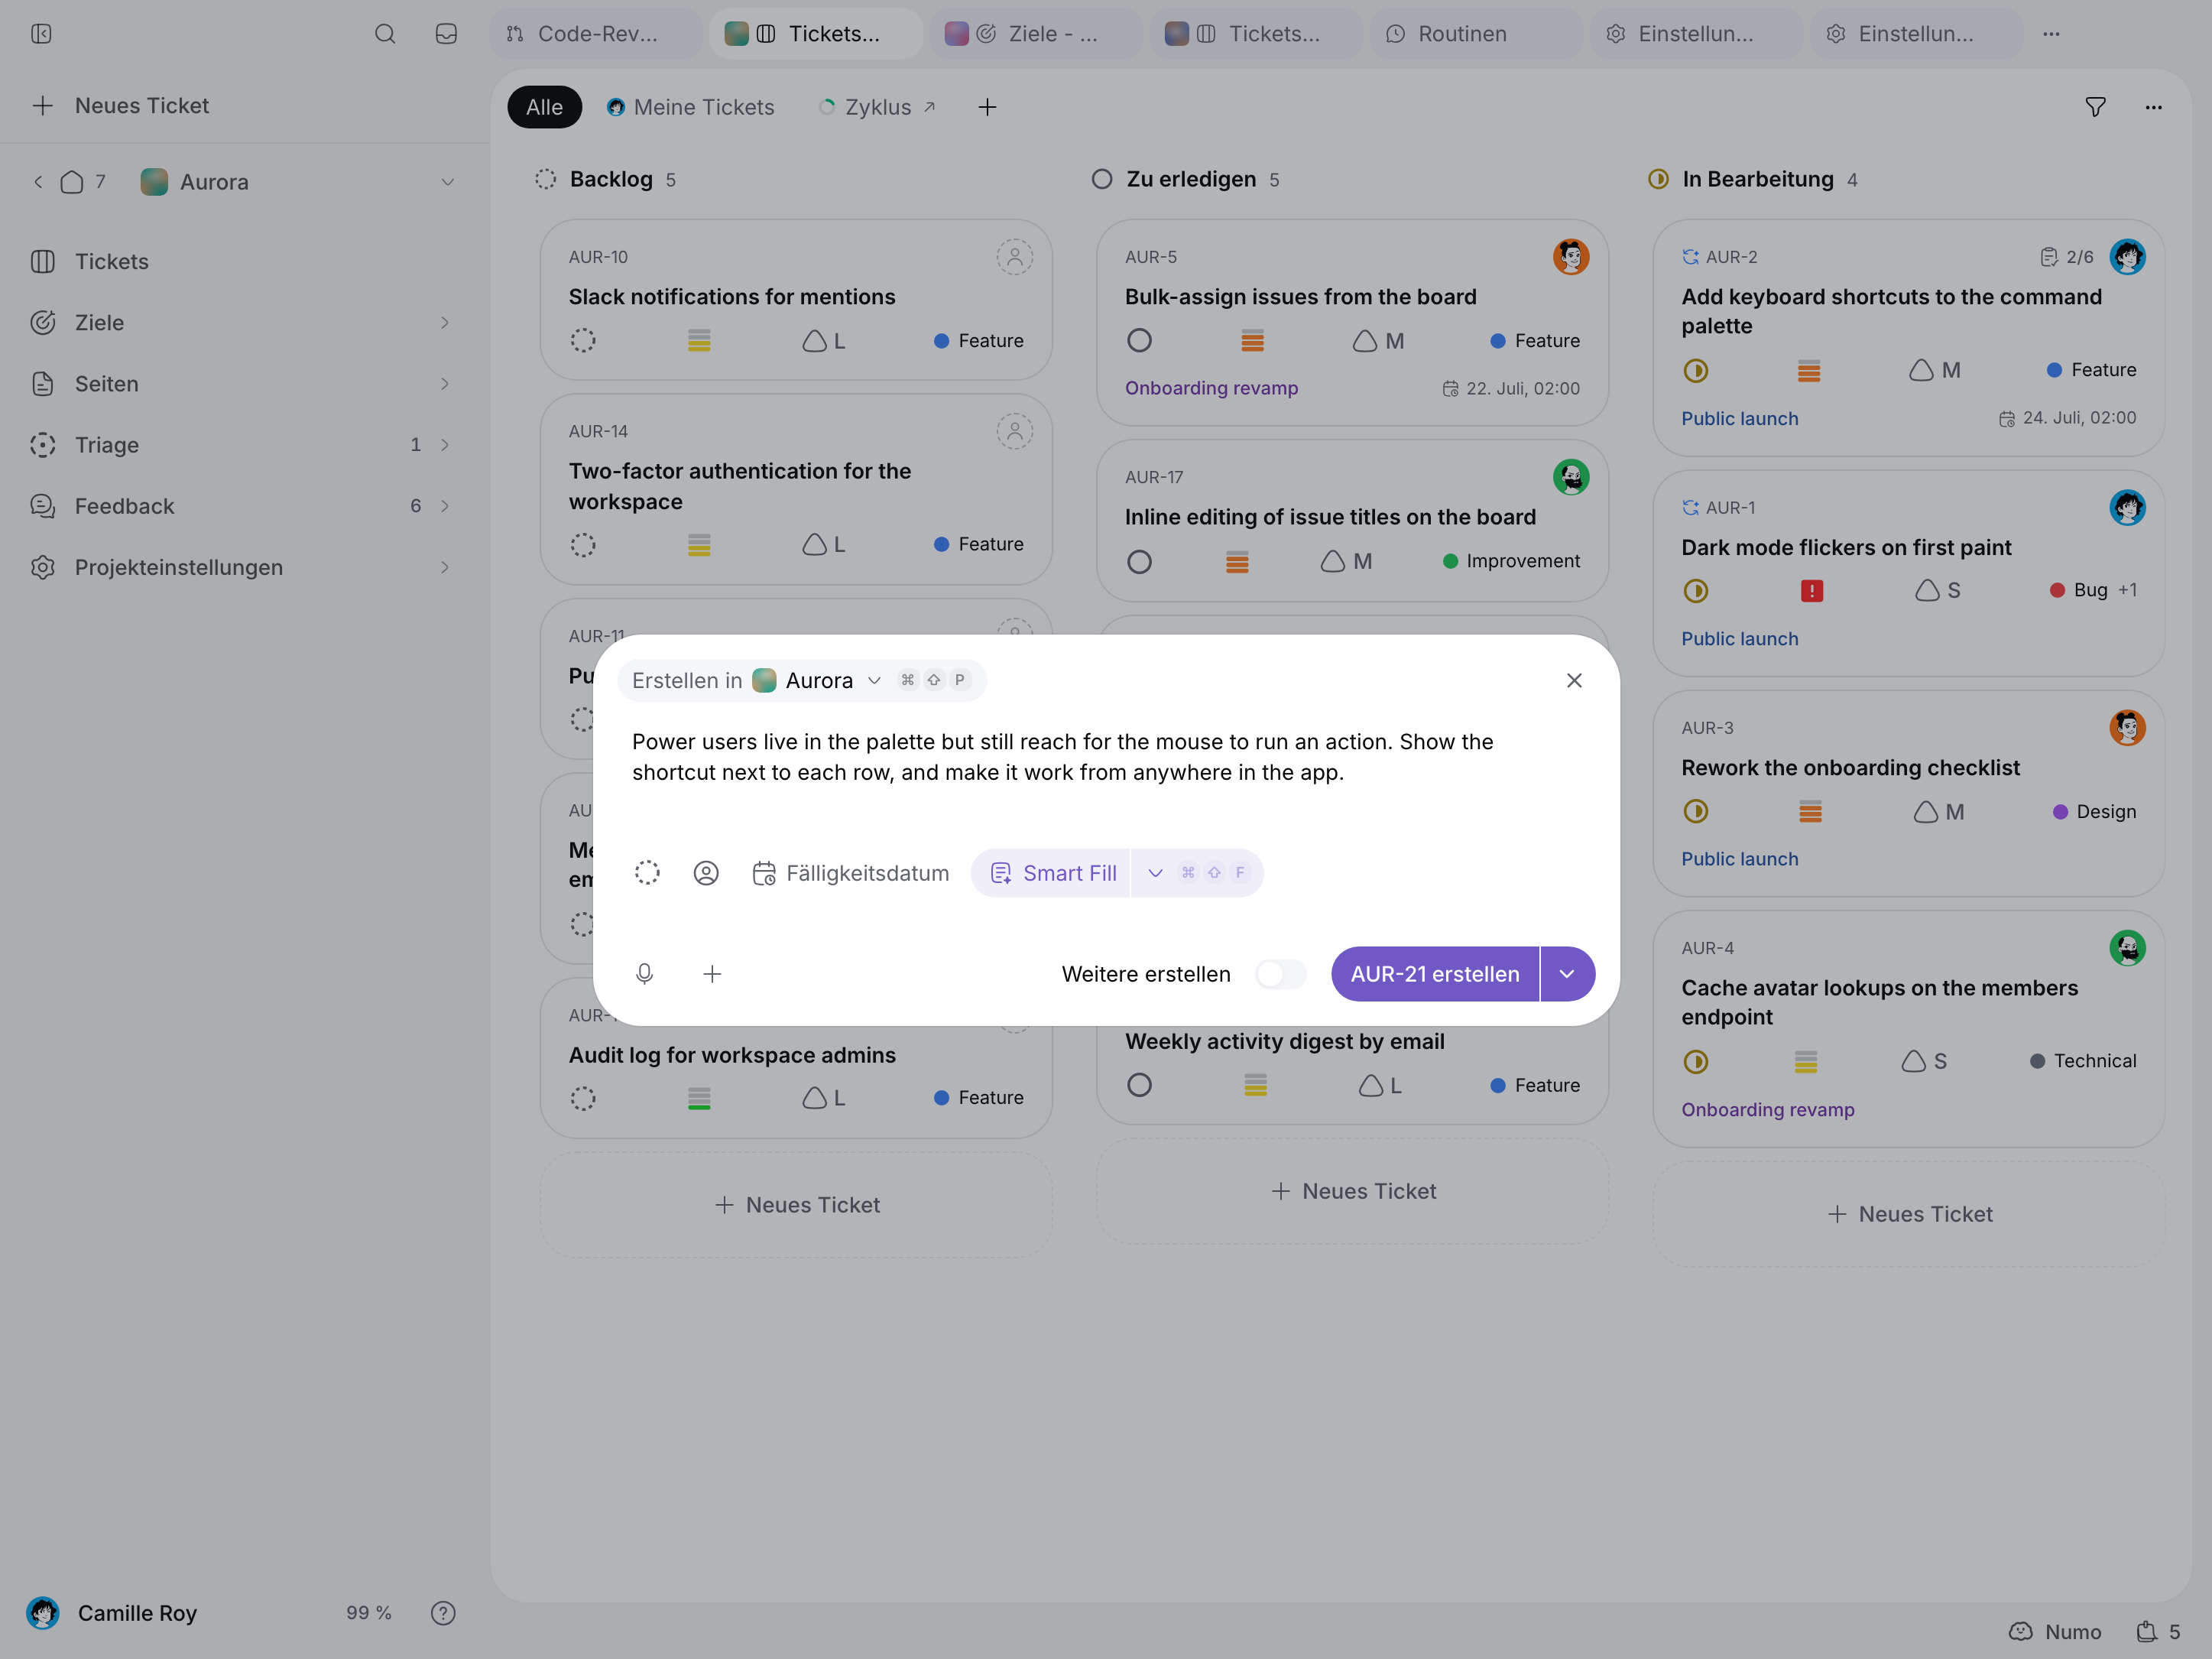 Code-Rev...
Tickets...
Ziele - ...
Tickets...
Routinen
Einstellun...
Einstellun...
Neues Ticket
7
Aurora
Tickets
Ziele
Seiten
Triage 1
Feedback 6
Projekteinstellungen
Camille Roy
99 %
Alle
Meine Tickets
Zyklus
Backlog 5
AUR-10
Slack notifications for mentions
L
Feature
AUR-14
Two-factor authentication for the
workspace
L
Feature
AUR-11
Pu
AU
Me
em
AUR-
Audit log for workspace admins
L
Feature
Neues Ticket
Zu erledigen 5
AUR-5
Bulk-assign issues from the board
M
Feature
Onboarding revamp
22. Juli, 02:00
AUR-17
Inline editing of issue titles on the board
M
Improvement
Weekly activity digest by email
L
Feature
Neues Ticket
In Bearbeitung 4
AUR-2
2/6
Add keyboard shortcuts to the command
palette
M
Feature
Public launch
24. Juli, 02:00
AUR-1
Dark mode flickers on first paint
S
Bug +1
Public launch
AUR-3
Rework the onboarding checklist
M
Design
Public launch
AUR-4
Cache avatar lookups on the members
endpoint
S
Technical
Onboarding revamp
Neues Ticket
Erstellen in Aurora ⌘ ⇧ P
Power users live in the palette but still reach for the mouse to run an action. Show the
shortcut next to each row, and make it work from anywhere in the app.
Fälligkeitsdatum
Smart Fill ⌘ ⇧ F
Weitere erstellen
AUR-21 erstellen
Numo
5